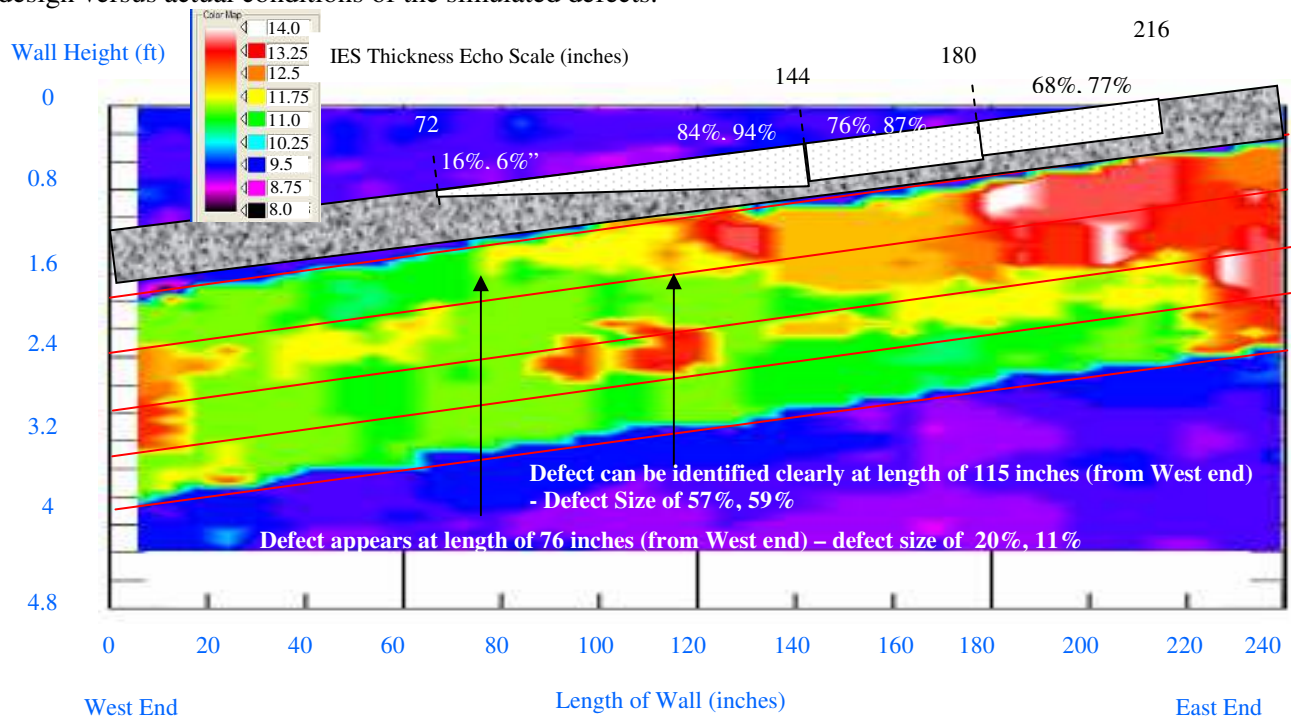 design versus actual conditions of the simulated defects.
Color Map
14.0
13.25
12.5
11.75
11.0
10.25
9.5
8.75
8.0
Wall Height (ft)
IES Thickness Echo Scale (inches)
216
180
144
72
68%, 77%
76%, 87%
84%, 94%
16%, 6%”
0
0.8
1.6
2.4
3.2
4
4.8
Defect can be identified clearly at length of 115 inches (from West end)
- Defect Size of 57%, 59%
Defect appears at length of 76 inches (from West end) – defect size of 20%, 11%
0 20 40 60 80 100 120 140 160 180 200 220 240
West End
Length of Wall (inches)
East End